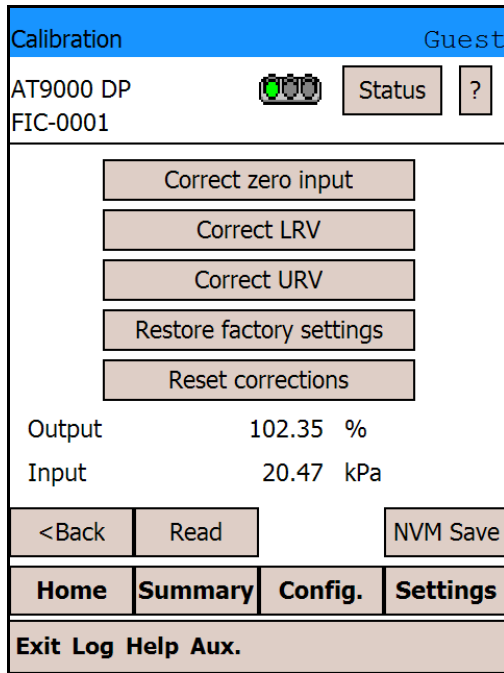 Calibration Guest
AT9000 DP
Status ?
FIC-0001
Correct zero input
Correct LRV
Correct URV
Restore factory settings
Reset corrections
Output 102.35 %
Input 20.47 kPa
<Back Read NVM Save
Home Summary Config. Settings
Exit Log Help Aux.